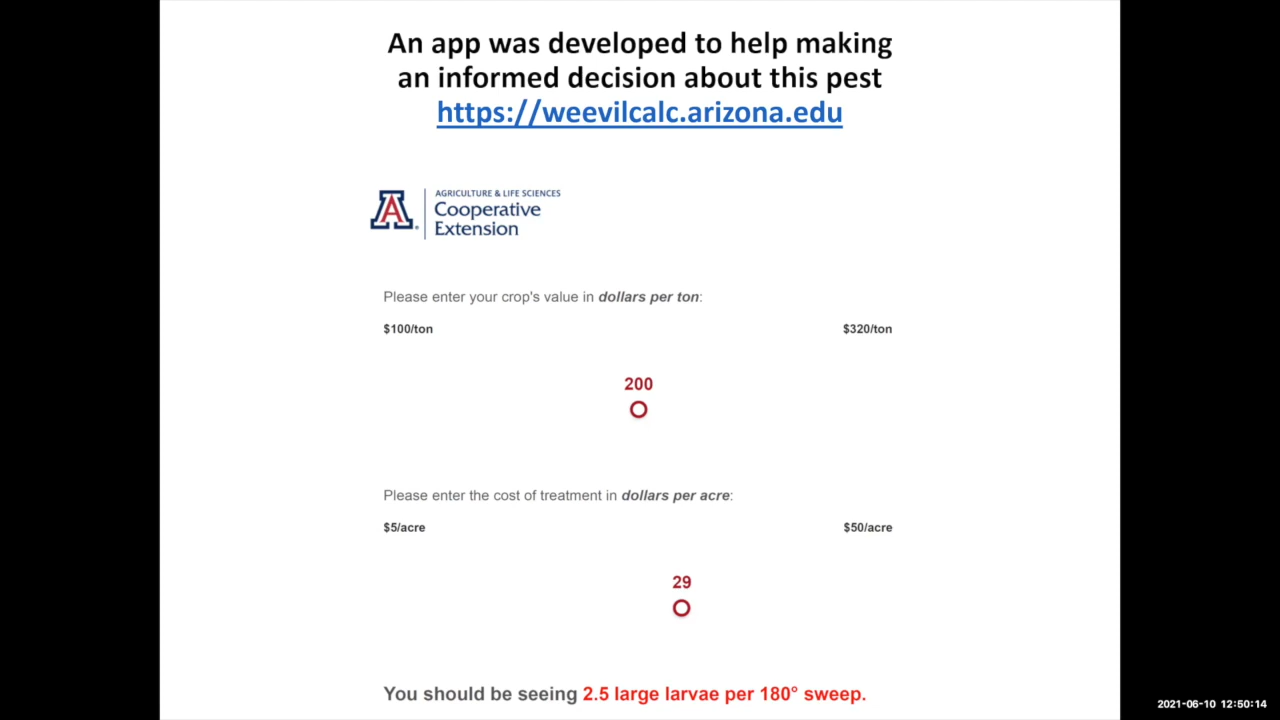 An app was developed to help making
an informed decision about this pest
https://weevilcalc.arizona.edu
A
AGRICULTURE & LIFE SCIENCES
Cooperative
Extension
Please enter your crop's value in dollars per ton:
$100/ton $320/ton
200
Please enter the cost of treatment in dollars per acre:
$5/acre $50/acre
29
You should be seeing 2.5 large larvae per 180° sweep.
2021-06-10 12:50:14